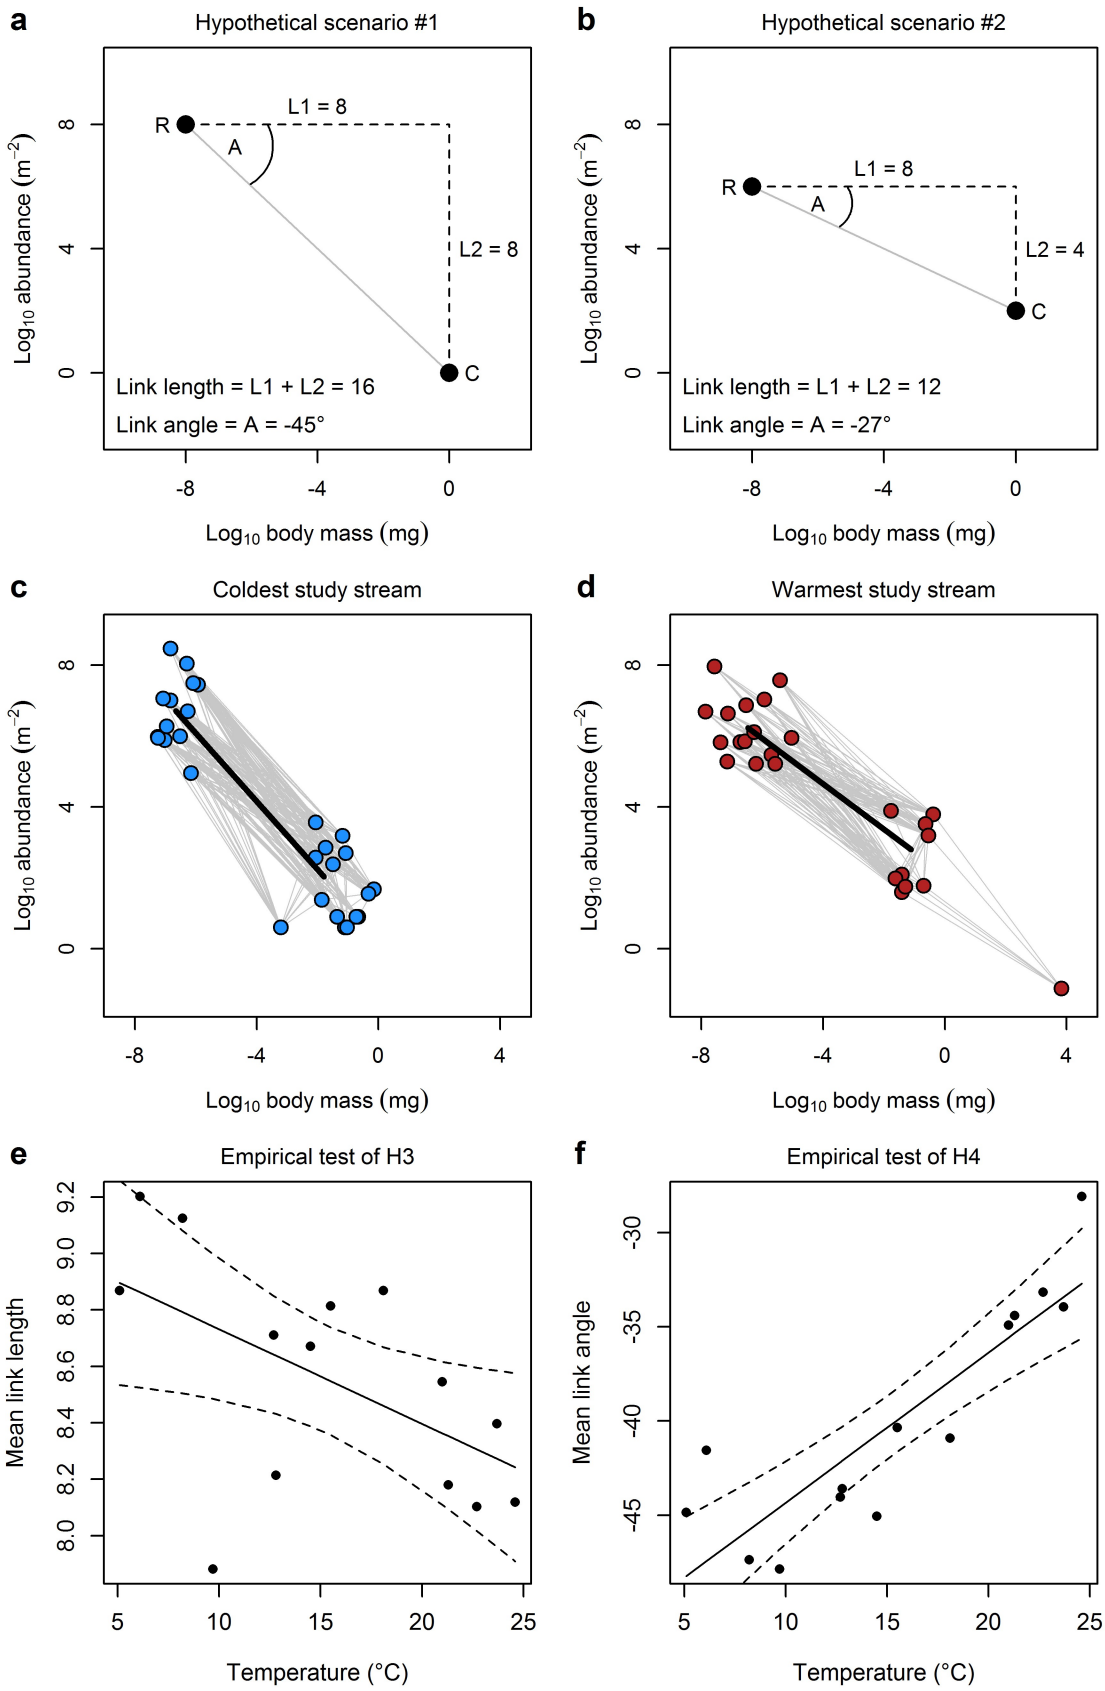 a
Hypothetical scenario #1
Log10 abundance (m−2)
8
4
0
R
L1 = 8
A
L2 = 8
C
Link length = L1 + L2 = 16
Link angle = A = -45°
-8 -4 0
Log10 body mass (mg)
b
Hypothetical scenario #2
Log10 abundance (m−2)
8
4
0
R
L1 = 8
A
L2 = 4
C
Link length = L1 + L2 = 12
Link angle = A = -27°
-8 -4 0
Log10 body mass (mg)
c
Coldest study stream
Log10 abundance (m−2)
8
4
0
-8 -4 0 4
Log10 body mass (mg)
d
Warmest study stream
Log10 abundance (m−2)
8
4
0
-8 -4 0 4
Log10 body mass (mg)
e
Empirical test of H3
Mean link length
9.2
9.0
8.8
8.6
8.4
8.2
8.0
5 10 15 20 25
Temperature (°C)
f
Empirical test of H4
Mean link angle
-30
-35
-40
-45
5 10 15 20 25
Temperature (°C)